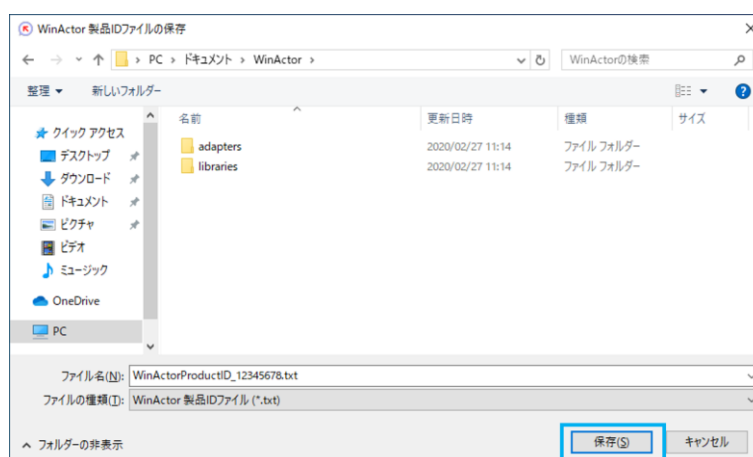 WinActor 製品IDファイルの保存
PC > ドキュメント > WinActor >
WinActorの検索
整理 新しいフォルダー
名前 更新日時 種類 サイズ
クイック アクセス
デスクトップ
ダウンロード
ドキュメント
ピクチャ
ビデオ
ミュージック
OneDrive
PC
adapters 2020/02/27 11:14 ファイル フォルダー
libraries 2020/02/27 11:14 ファイル フォルダー
ファイル名(N): WinActorProductID_12345678.txt
ファイルの種類(T): WinActor 製品IDファイル (*.txt)
フォルダーの非表示
保存(S) キャンセル